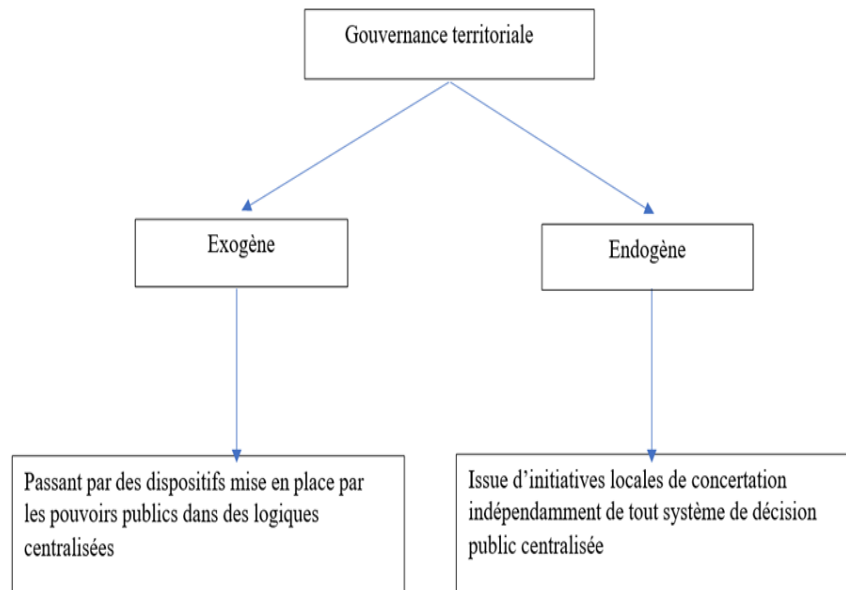 Gouvernance territoriale
Exogène
Endogène
Passant par des dispositifs mise en place par
les pouvoirs publics dans des logiques
centralisées
Issue d’initiatives locales de concertation
indépendamment de tout système de décision
public centralisée